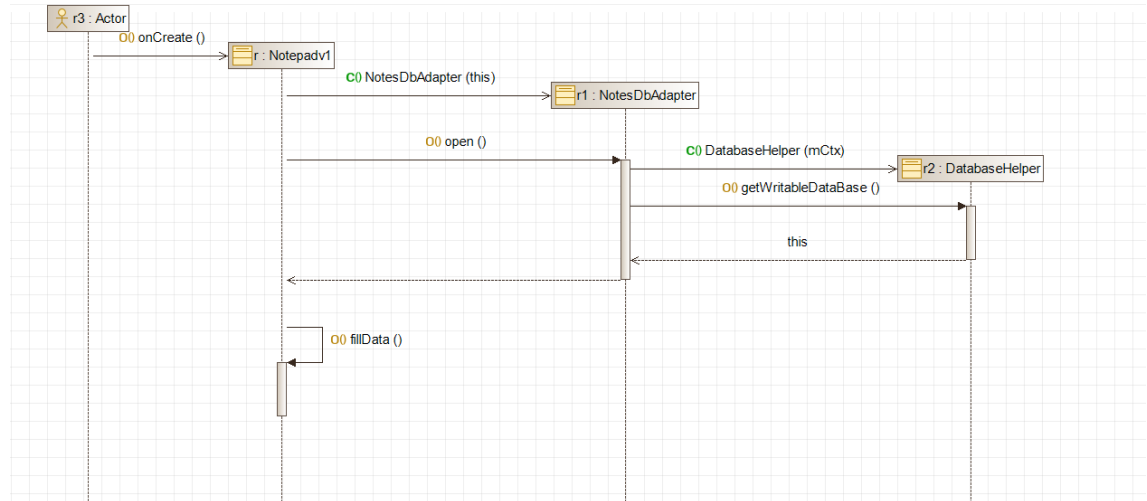 r3 : Actor
O() onCreate ()
r : Notepadv1
C() NotesDbAdapter (this)
r1 : NotesDbAdapter
O() open ()
C() DatabaseHelper (mCtx)
r2 : DatabaseHelper
O() getWritableDataBase ()
this
O() fillData ()